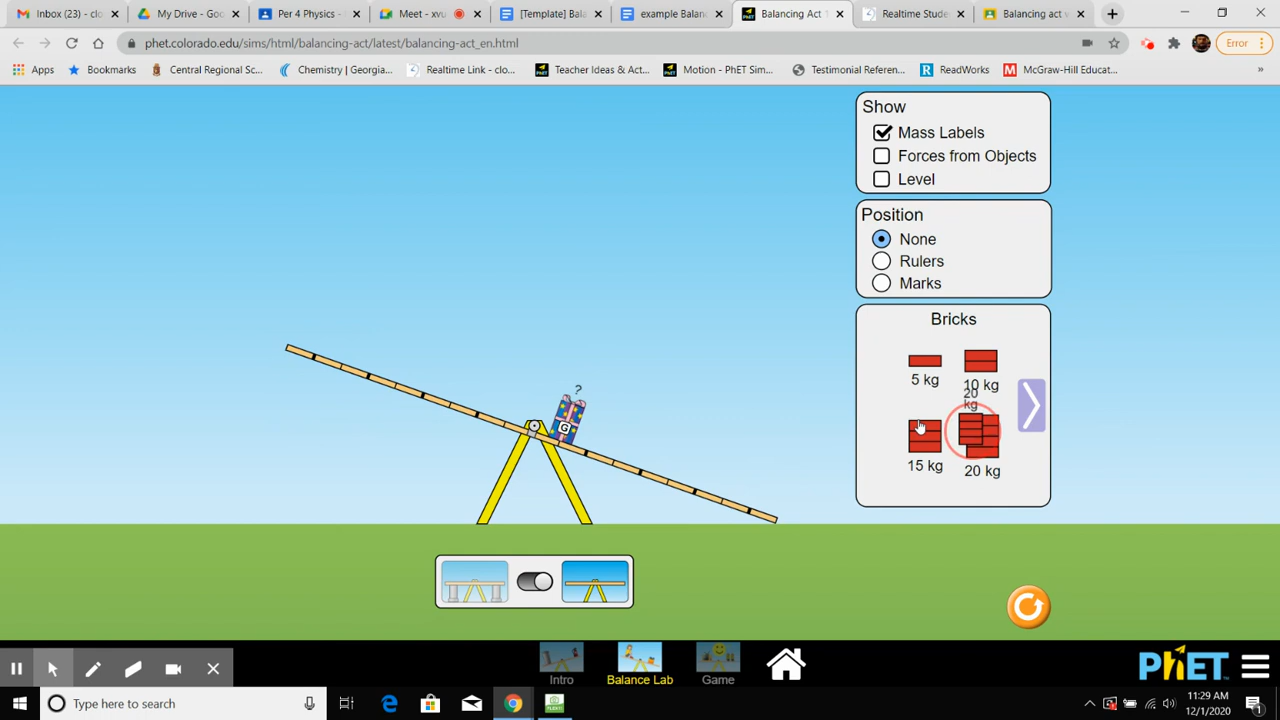 Inbox (23) - clo
My Drive - Goo
Per 4 Physics -
Meet - xvu
[Template] Bala
example Balan
Balancing Act
Realtime Stude
Balancing act v
phet.colorado.edu/sims/html/balancing-act/latest/balancing-act_en.html
Error
Apps
Bookmarks
Central Regional Sc...
Chemistry | Georgia...
Realtime Link - clo...
Teacher Ideas & Act...
Motion - PhET Sim...
Testimonial Referen...
ReadWorks
McGraw-Hill Educat...
»
Show
Mass Labels
Forces from Objects
Level
Position
None
Rulers
Marks
Bricks
5 kg
10 kg
20
kg
15 kg
20 kg
?
G
Intro
Balance Lab
Game
PhET
Type here to search
11:29 AM
12/1/2020
1